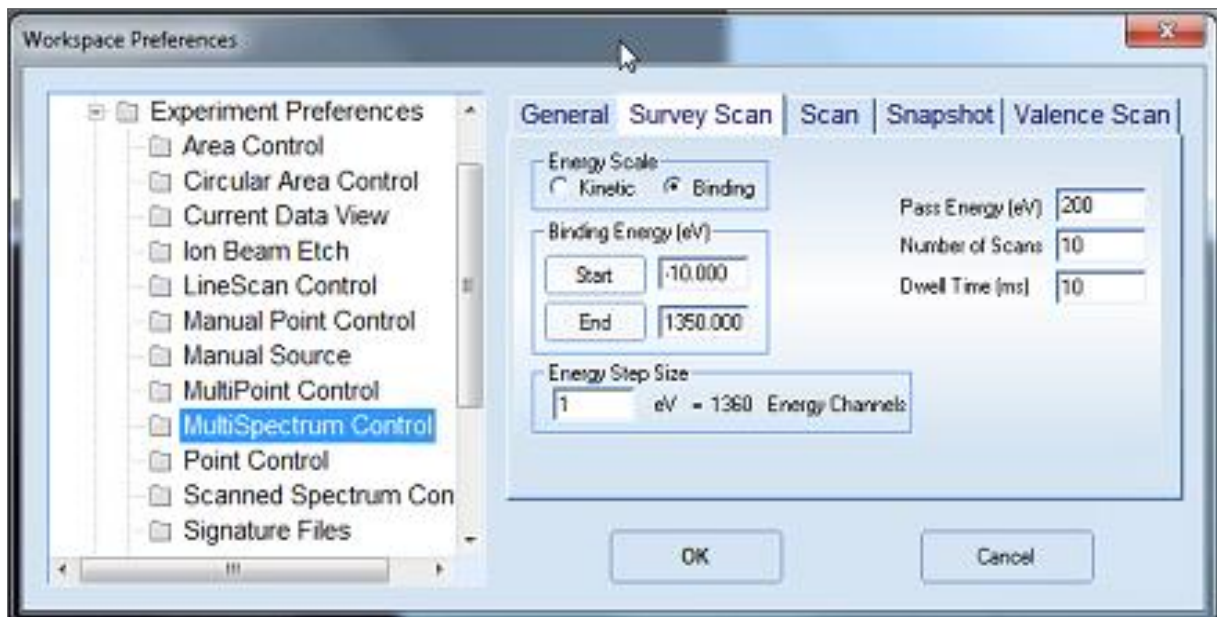 Workspace Preferences
Experiment Preferences
Area Control
Circular Area Control
Current Data View
Ion Beam Etch
LineScan Control
Manual Point Control
Manual Source
MultiPoint Control
MultiSpectrum Control
Point Control
Scanned Spectrum Con
Signature Files
General Survey Scan Scan Snapshot Valence Scan
Energy Scale
Kinetic Binding
Binding Energy (eV)
Start -10.000
End 1350.000
Energy Step Size
1 eV = 1360 Energy Channels
Pass Energy (eV) 200
Number of Scans 10
Dwell Time (ms) 10
OK Cancel